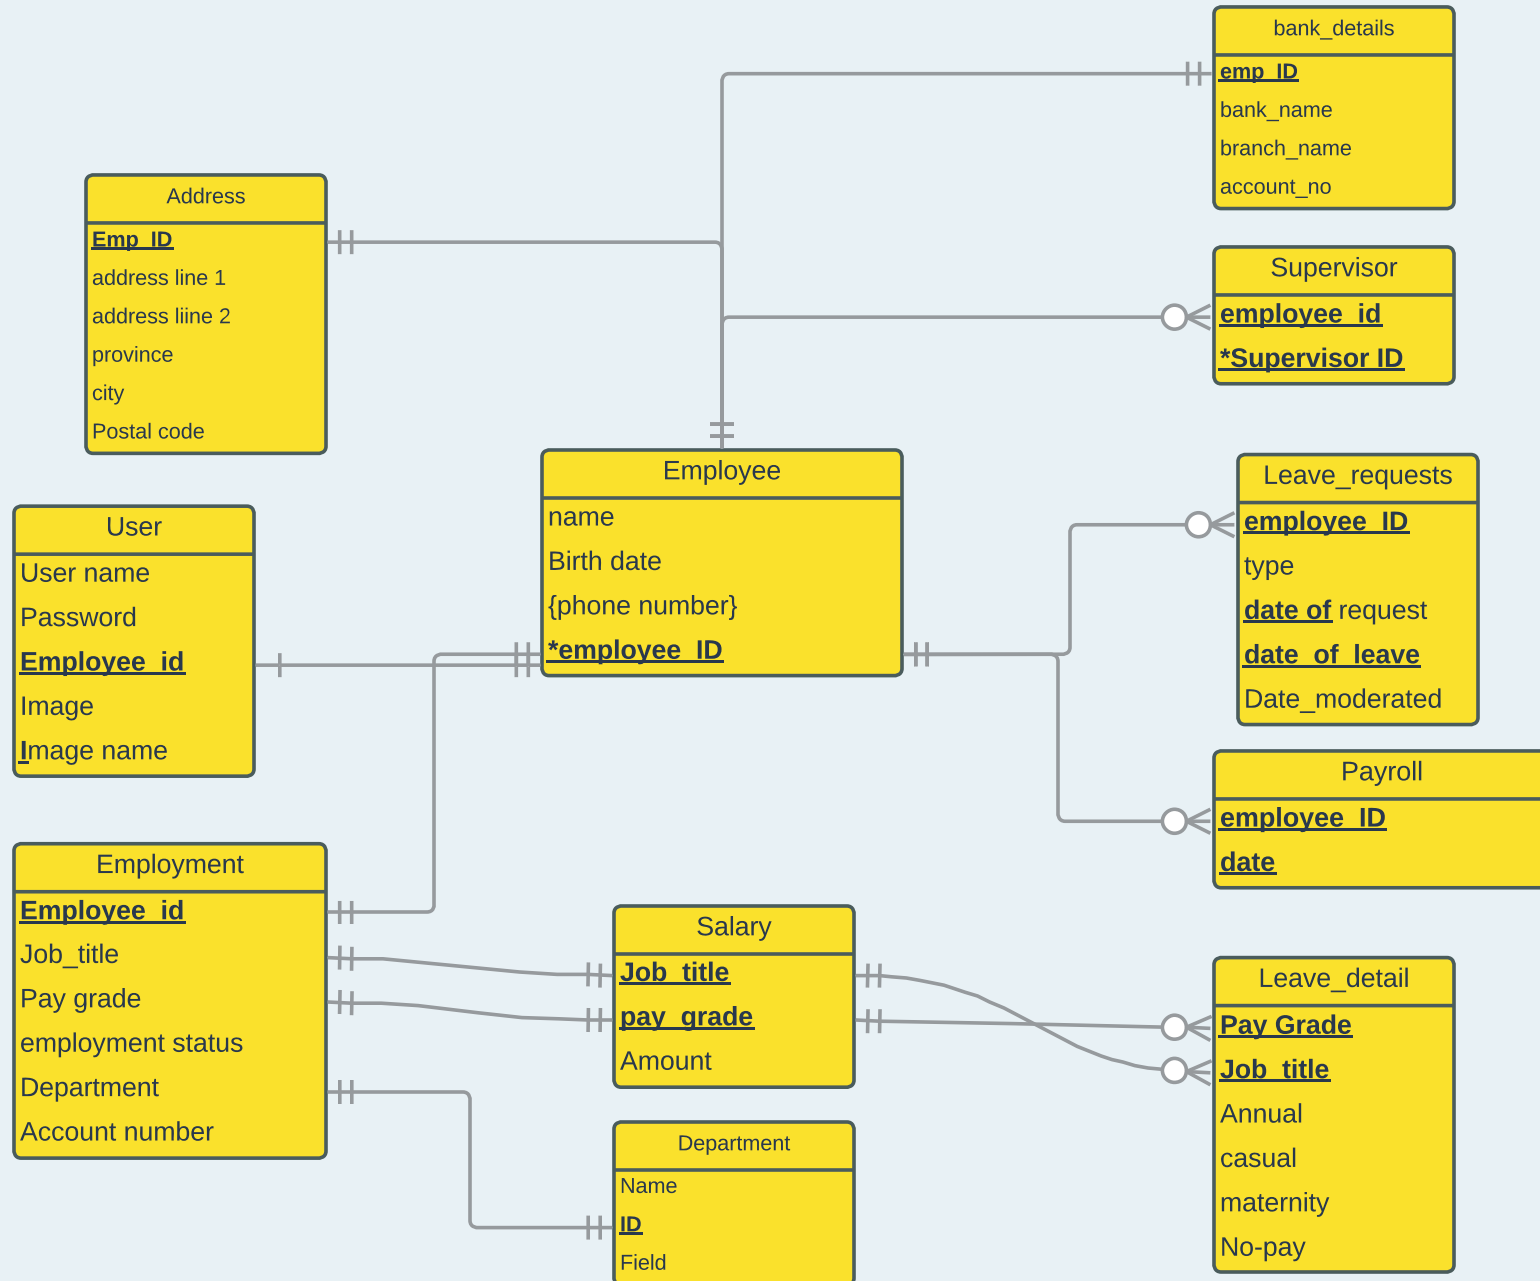 bank_details
emp_ID
bank_name
branch_name
account_no
Address
Emp_ID
address line 1
address liine 2
province
city
Postal code
Supervisor
employee_id
*Supervisor ID
Employee
name
Birth date
{phone number}
*employee_ID
Leave_requests
employee_ID
type
date of request
date_of_leave
Date_moderated
User
User name
Password
Employee_id
Image
Image name
Payroll
employee_ID
date
Employment
Employee_id
Job_title
Pay grade
employment status
Department
Account number
Salary
Job_title
pay_grade
Amount
Leave_detail
Pay Grade
Job_title
Annual
casual
maternity
No-pay
Department
Name
ID
Field